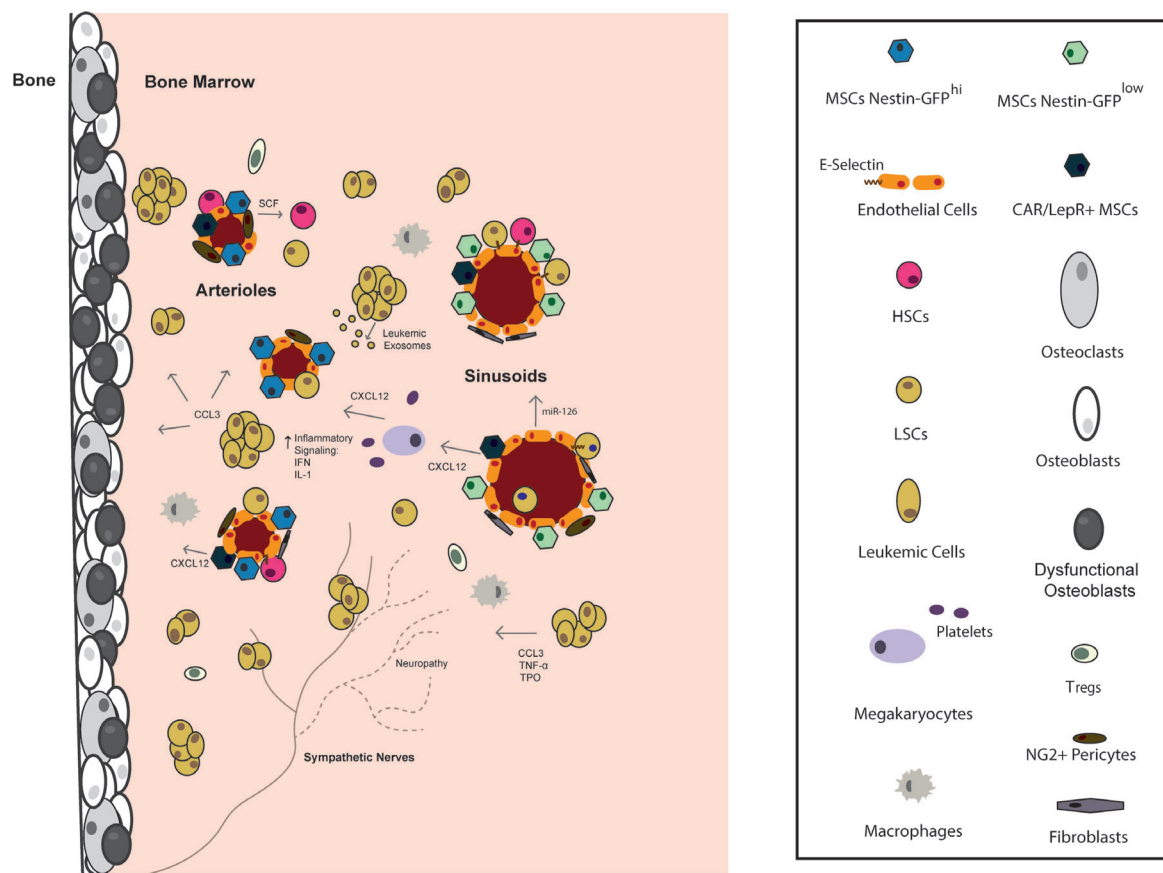 Bone
Bone Marrow
SCF
Arterioles
Leukemic
Exosomes
Sinusoids
CCL3
CXCL12
miR-126
↑ Inflammatory
Signaling:
IFN
IL-1
CXCL12
CXCL12
Neuropathy
CCL3
TNF-α
TPO
Sympathetic Nerves
MSCs Nestin-GFPhi
MSCs Nestin-GFPlow
E-Selectin
Endothelial Cells
CAR/LepR+ MSCs
HSCs
Osteoclasts
LSCs
Osteoblasts
Leukemic Cells
Dysfunctional
Osteoblasts
Platelets
Megakaryocytes
Tregs
NG2+ Pericytes
Macrophages
Fibroblasts